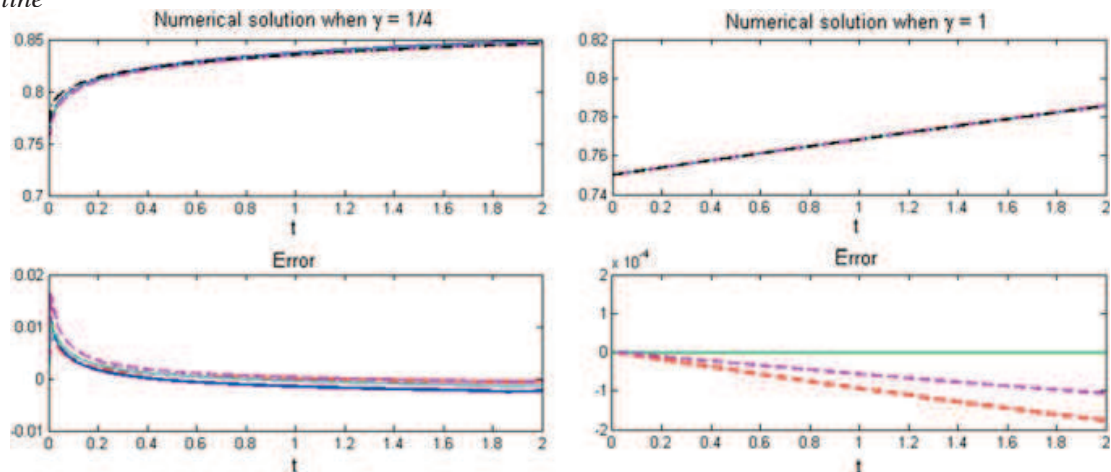 line
Numerical solution when γ = 1/4
0.85
0.8
0.75
0.7
0 0.2 0.4 0.6 0.8 1 1.2 1.4 1.6 1.8 2
t
Numerical solution when γ = 1
0.82
0.8
0.78
0.76
0.74
0 0.2 0.4 0.6 0.8 1 1.2 1.4 1.6 1.8 2
t
Error
0.02
0.01
0
-0.01
0 0.2 0.4 0.6 0.8 1 1.2 1.4 1.6 1.8 2
t
Error
x 10⁻⁴
2
1
0
-1
-2
0 0.2 0.4 0.6 0.8 1 1.2 1.4 1.6 1.8 2
t